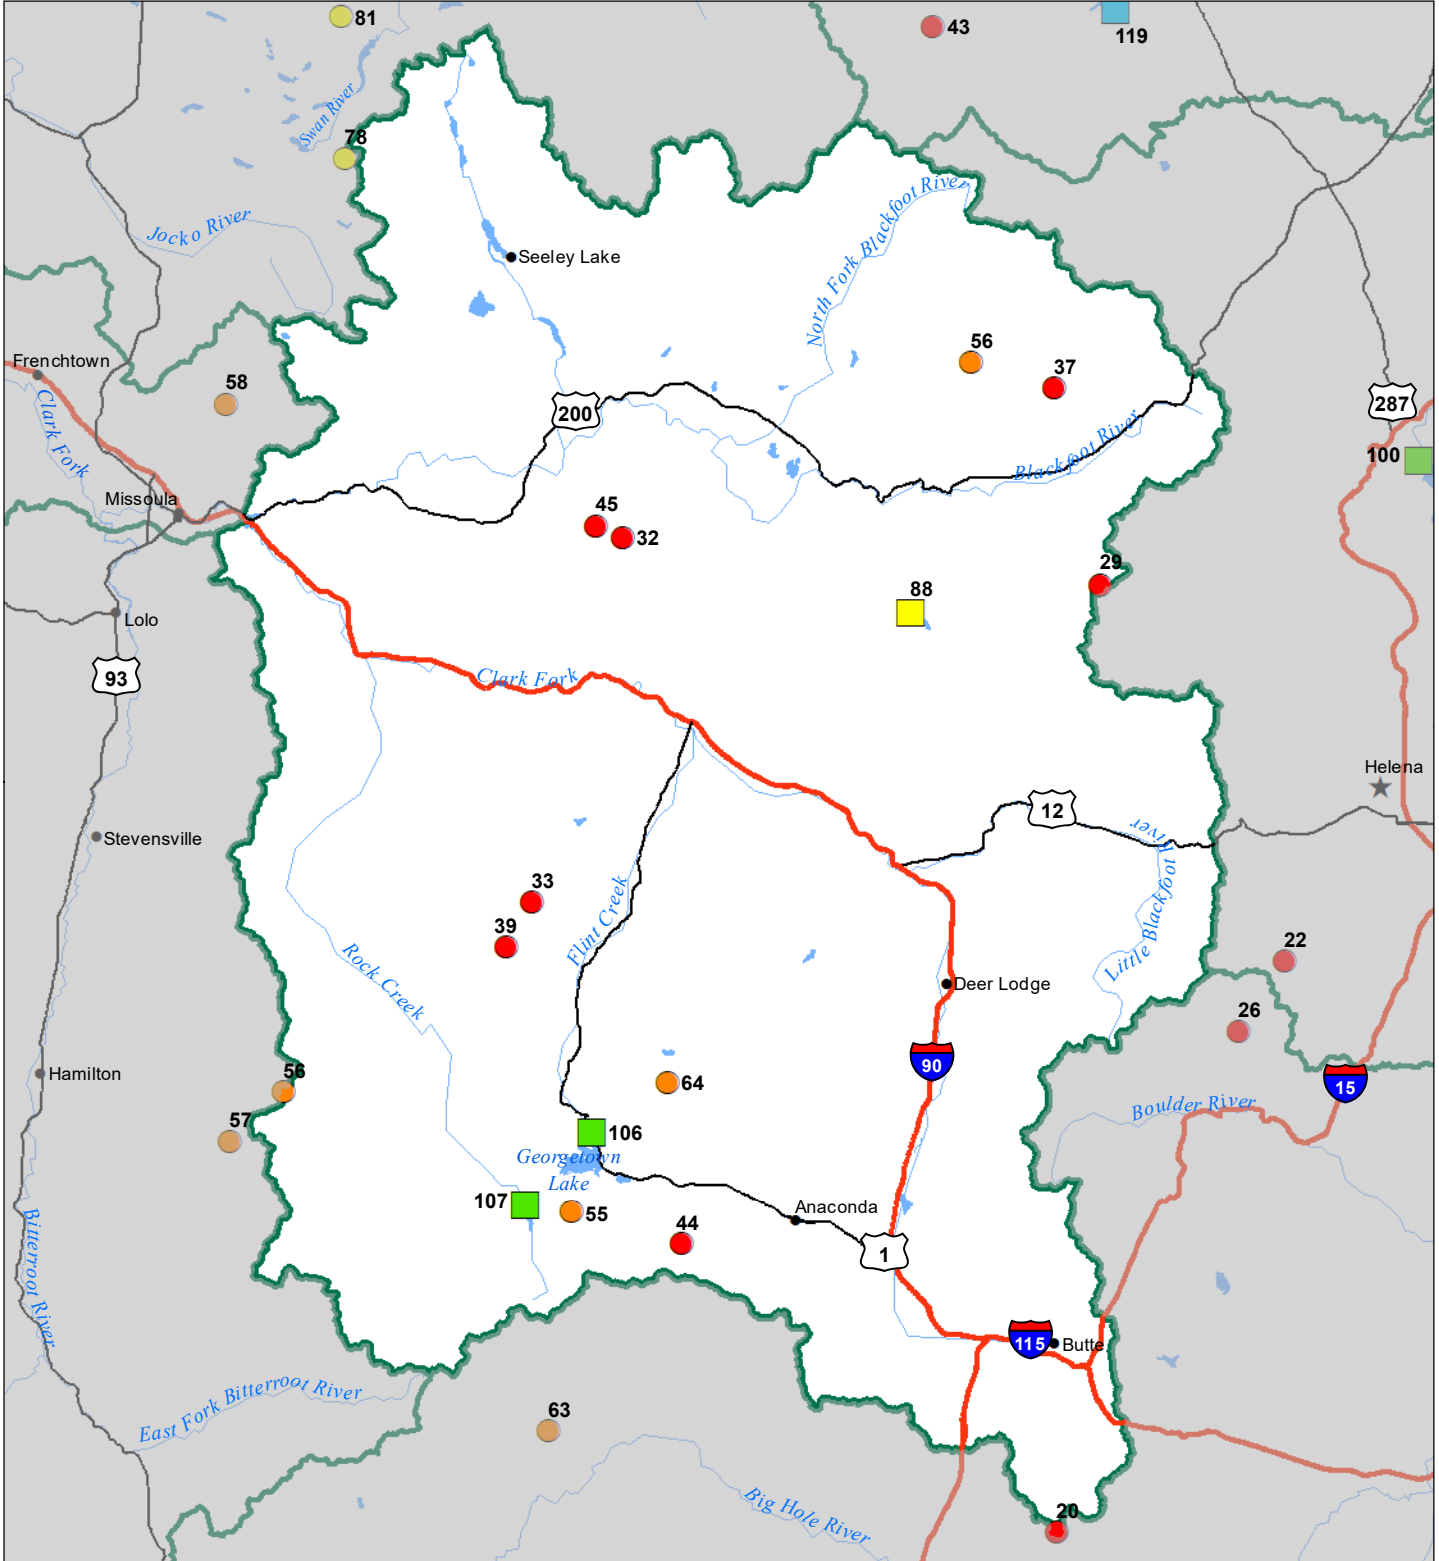 81
43
119
Swan River
78
Jocko River
North Fork Blackfoot River
Seeley Lake
Frenchtown
58
56
37
Clark Fork
200
287
Blackfoot River
100
Missoula
45
32
29
88
Lolo
93
Clark Fork
Helena
12
Little Blackfoot River
Stevensville
33
39
Flint Creek
22
Rock Creek
Deer Lodge
26
90
15
Hamilton
56
64
57
Boulder River
106
Georgetown
Lake
107
55
Anaconda
44
1
Bitterroot River
115
Butte
East Fork Bitterroot River
63
Big Hole River
20